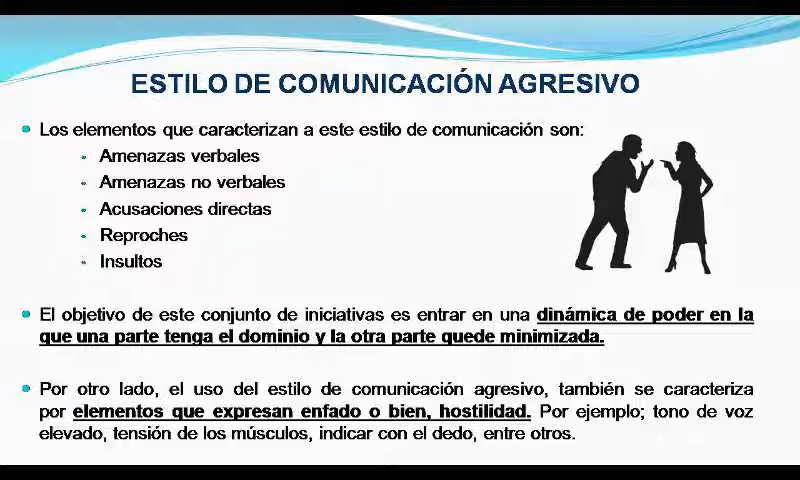 ESTILO DE COMUNICACIÓN AGRESIVO
Los elementos que caracterizan a este estilo de comunicación son:
- Amenazas verbales
- Amenazas no verbales
- Acusaciones directas
- Reproches
- Insultos
El objetivo de este conjunto de iniciativas es entrar en una dinámica de poder en la
que una parte tenga el dominio y la otra parte quede minimizada.
Por otro lado, el uso del estilo de comunicación agresivo, también se caracteriza
por elementos que expresan enfado o bien, hostilidad. Por ejemplo; tono de voz
elevado, tensión de los músculos, indicar con el dedo, entre otros.